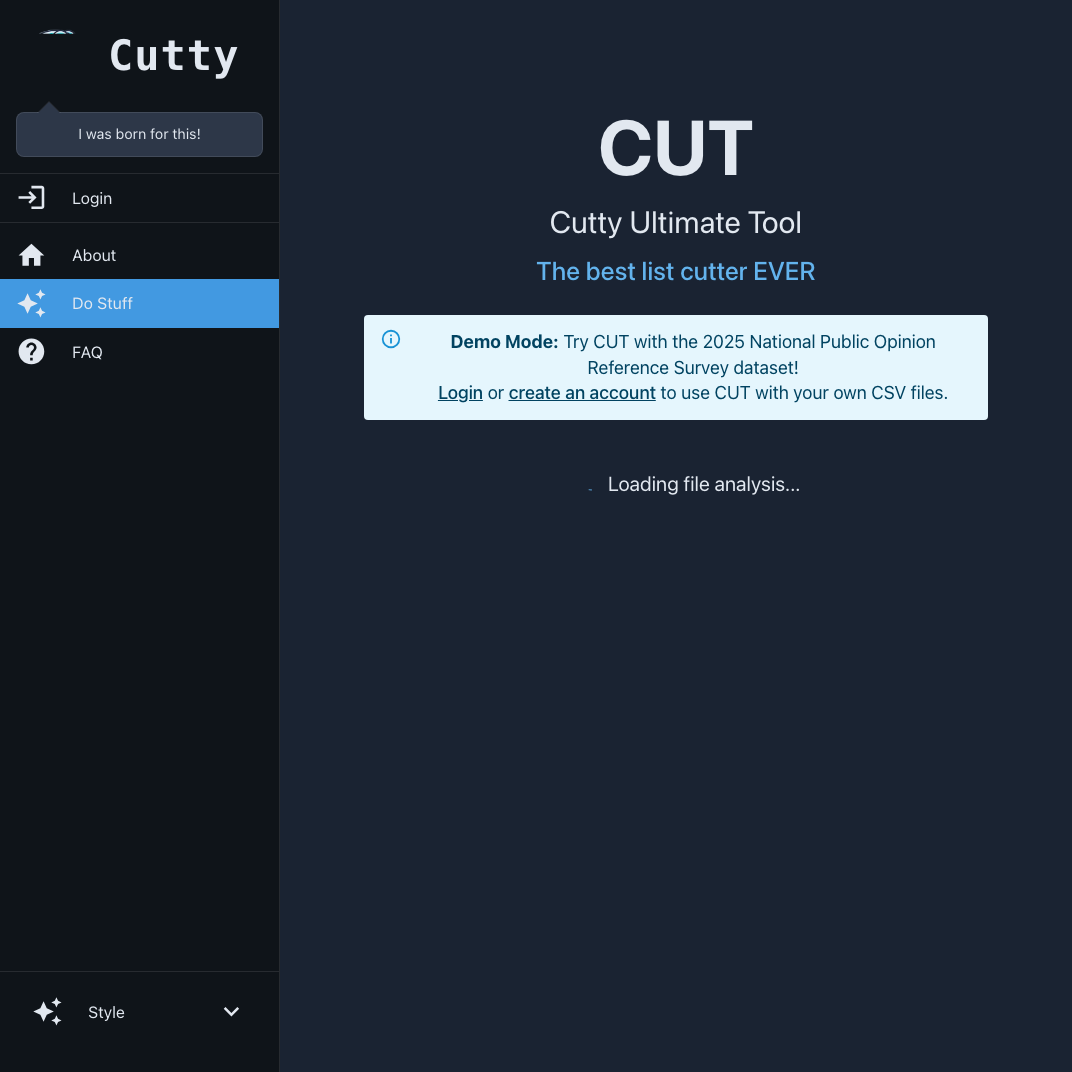 Cutty
I was born for this!
Login
About
Do Stuff
FAQ
Style
CUT
Cutty Ultimate Tool
The best list cutter EVER
Demo Mode: Try CUT with the 2025 National Public Opinion
Reference Survey dataset!
Login or create an account to use CUT with your own CSV files.
Loading file analysis...